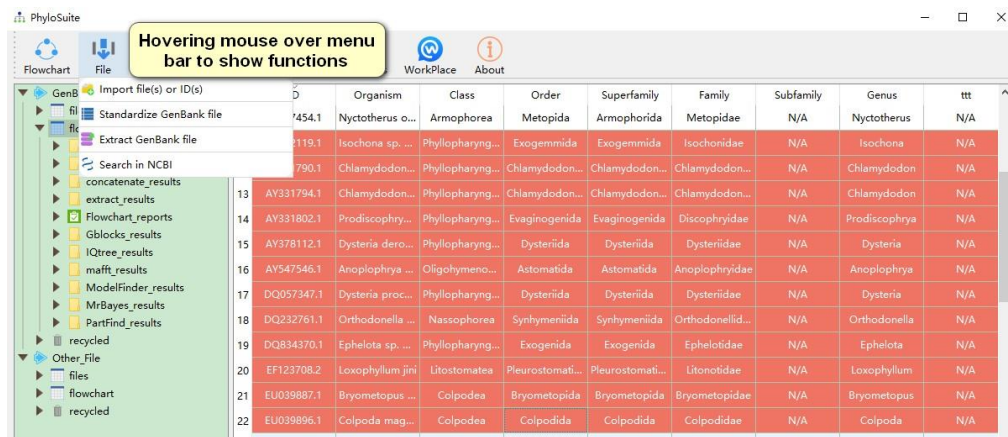 PhyloSuite
Hovering mouse over menu
bar to show functions
Flowchart File WorkPlace About
Import file(s) or ID(s)
Standardize GenBank file
Extract GenBank file
Search in NCBI
concatenate_results
extract_results
Flowchart_reports
Gblocks_results
IQtree_results
mafft_results
ModelFinder_results
MrBayes_results
PartFind_results
recycled
Other_File
files
flowchart
recycled
Organism Class Order Superfamily Family Subfamily Genus ttt
7454.1 Nyctotherus o... Armophorea Metopida Armophorida Metopidae N/A Nyctotherus N/A
2119.1 Isochona sp. ... Phyllopharyng... Exogemmida Exogemmida Isochonidae N/A Isochona N/A
790.1 Chlamydodon... Phyllopharyng... Chlamydodon... Chlamydodon... Chlamydodon... N/A Chlamydodon N/A
13 AY331794.1 Chlamydodon... Phyllopharyng... Chlamydodon... Chlamydodon... Chlamydodon... N/A Chlamydodon N/A
14 AY331802.1 Prodiscophry... Phyllopharyng... Evaginogenida Evaginogenida Discophryidae N/A Prodiscophrya N/A
15 AY378112.1 Dysteria dero... Phyllopharyng... Dysteriida Dysteriida Dysteriidae N/A Dysteria N/A
16 AY547546.1 Anoplophrya ... Oligohymeno... Astomatida Astomatida Anoplophryidae N/A Anoplophrya N/A
17 DQ057347.1 Dysteria proc... Phyllopharyng... Dysteriida Dysteriida Dysteriidae N/A Dysteria N/A
18 DQ232761.1 Orthodonella ... Nassophorea Synhymeniida Synhymeniida Orthodonellid... N/A Orthodonella N/A
19 DQ834370.1 Ephelota sp. ... Phyllopharyng... Exogenida Exogenida Ephelotidae N/A Ephelota N/A
20 EF123708.2 Loxophyllum jini Litostomatea Pleurostomati... Pleurostomati... Litonotidae N/A Loxophyllum N/A
21 EU039887.1 Bryometopus ... Colpodea Bryometopida Bryometopida Bryometopidae N/A Bryometopus N/A
22 EU039896.1 Colpoda mag... Colpodea Colpodida Colpodida Colpodidae N/A Colpoda N/A